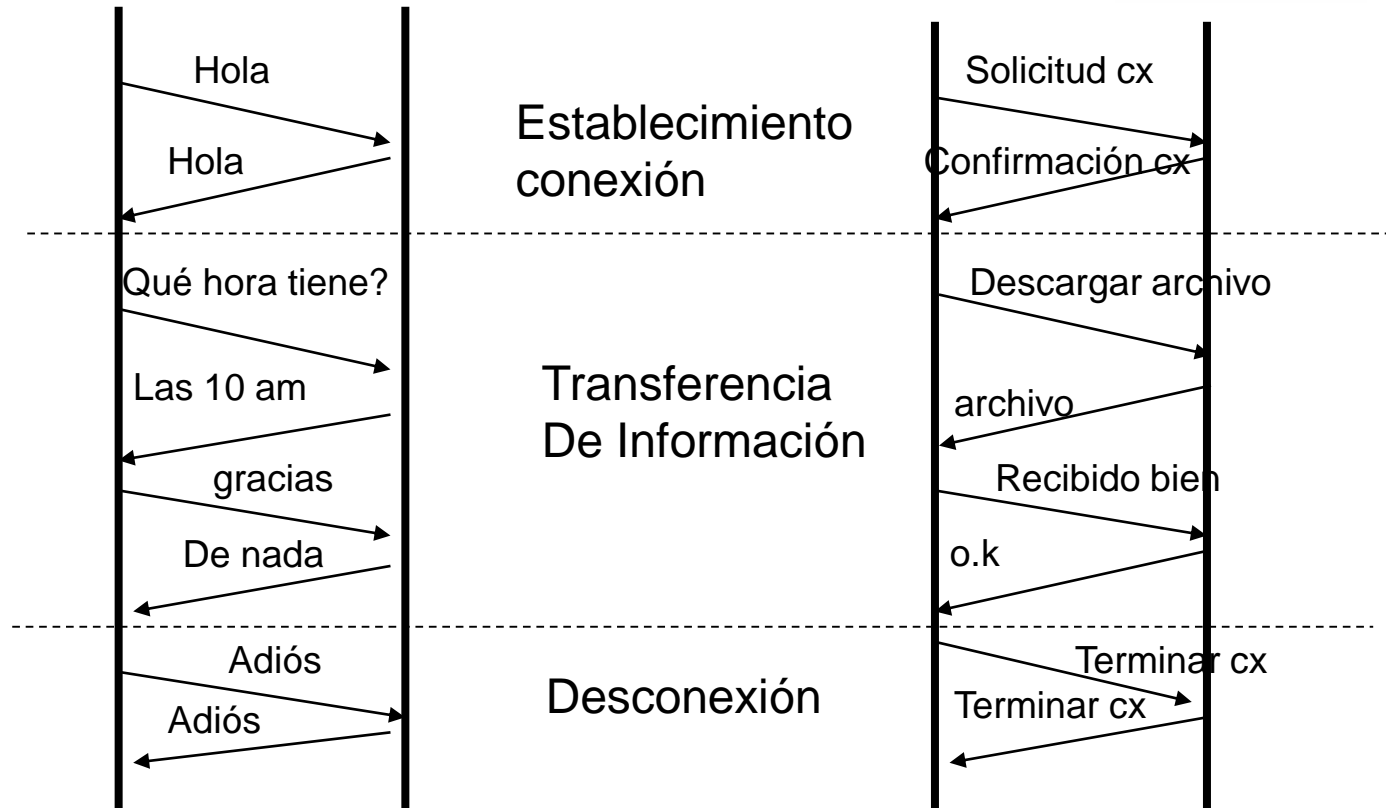 Hola
Solicitud cx
Establecimiento
conexión
Hola
Confirmación cx
Qué hora tiene?
Descargar archivo
Las 10 am
Transferencia
De Información
archivo
gracias
Recibido bien
De nada
o.k
Adiós
Terminar cx
Desconexión
Adiós
Terminar cx